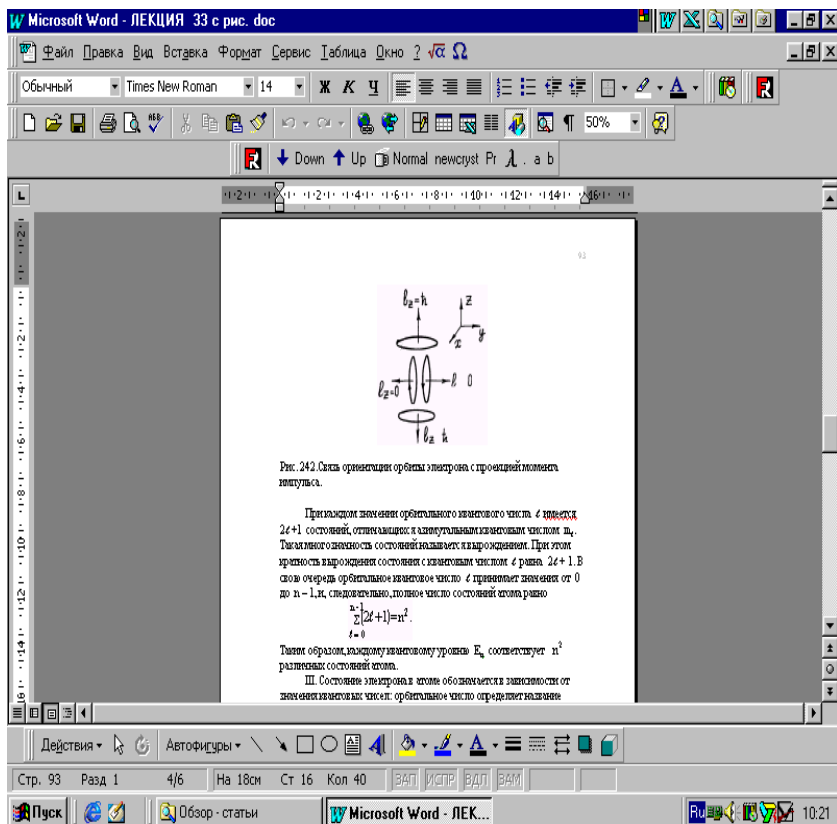 Microsoft Word - ЛЕКЦИЯ 33 с рис. doc
Файл Правка Вид Вставка Формат Сервис Таблица Окно ? √α Ω
Обычный Times New Roman 14 Ж К Ч
50%
Down Up Normal newcryst Pr λ . a b
93
l_z=ħ z
x y
l_z=0 l 0
l_z ħ
Рис. 242. Связь ориентации орбиты электрона с проекцией момента
импульса.
При каждом значении орбитального квантового числа ℓ имеется
2ℓ+1 состояний, отличающихся азимутальным квантовым числом m_ℓ.
Такая многозначность состояний называется вырождением. При этом
кратность вырождения состояния с квантовым числом ℓ равна 2ℓ+1. В
свою очередь орбитальное квантовое число ℓ принимает значения от 0
до n – 1, и, следовательно, полное число состояний атома равно
n-1
Σ(2ℓ+1)=n².
ℓ=0
Таким образом, каждому квантовому уровню E_n соответствует n²
различных состояний атома.
III. Состояние электрона в атоме обозначается в зависимости от
значения квантовых чисел: орбитальное число определяет название
Действия Автофигуры
Стр. 93 Разд 1 4/6 На 18см Ст 16 Кол 40 ЗАП ИСПР ВДЛ ЗАМ
Пуск Обзор - статьи Microsoft Word - ЛЕК... Ru 10:21